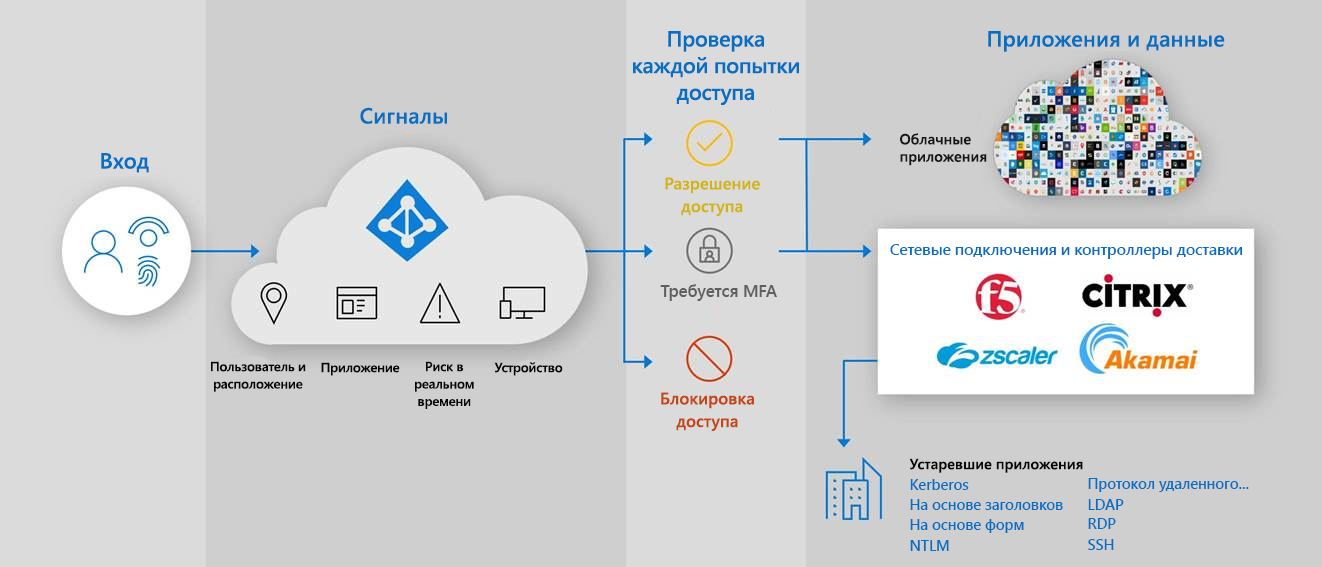 Вход
Сигналы
Пользователь и
расположение
Приложение
Риск в
реальном
времени
Устройство
Проверка
каждой попытки
доступа
Разрешение
доступа
Требуется MFA
Блокировка
доступа
Приложения и данные
Облачные
приложения
Сетевые подключения и контроллеры доставки
f5
CİTRIX®
zscaler
Akamai
Устаревшие приложения
Kerberos
На основе заголовков
На основе форм
NTLM
Протокол удаленного...
LDAP
RDP
SSH